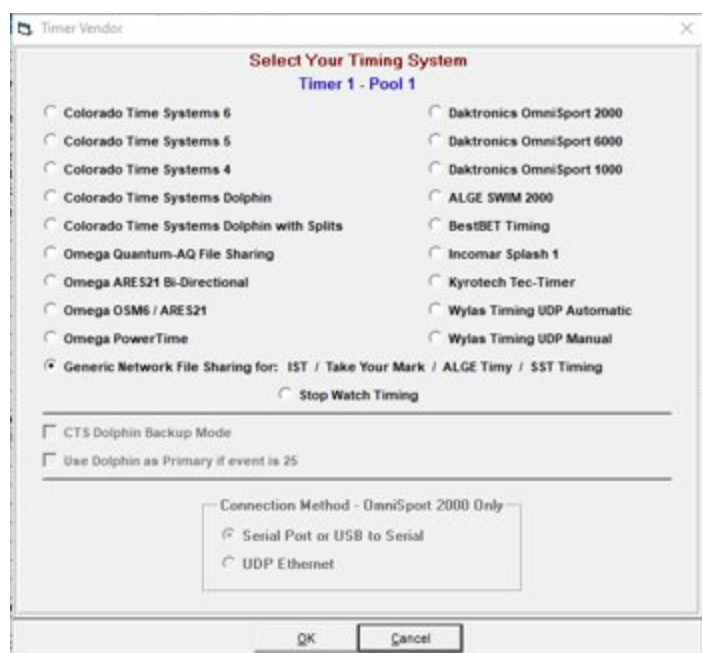 Timer Vendor
Select Your Timing System
Timer 1 - Pool 1
Colorado Time Systems 6
Colorado Time Systems 5
Colorado Time Systems 4
Colorado Time Systems Dolphin
Colorado Time Systems Dolphin with Splits
Omega Quantum-AQ File Sharing
Omega ARES21 Bi-Directional
Omega OSM6 / ARES21
Omega PowerTime
Daktronics OmniSport 2000
Daktronics OmniSport 6000
Daktronics OmniSport 1000
ALGE SWIM 2000
BestBET Timing
Incomar Splash 1
Kyrotech Tec-Timer
Wylas Timing UDP Automatic
Wylas Timing UDP Manual
Generic Network File Sharing for: IST / Take Your Mark / ALGE Timy / SST Timing
Stop Watch Timing
CTS Dolphin Backup Mode
Use Dolphin as Primary if event is 25
Connection Method - OmniSport 2000 Only
Serial Port or USB to Serial
UDP Ethernet
OK
Cancel